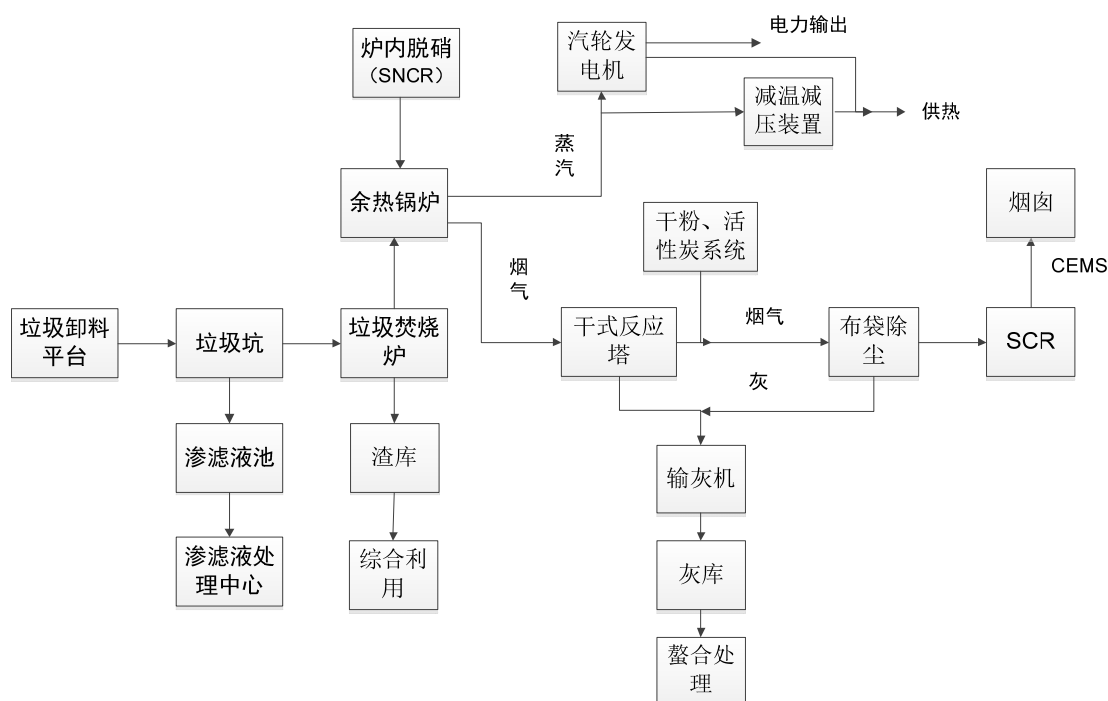 炉内脱硝
（SNCR）
汽轮发
电机
电力输出
减温减
压装置
供热
蒸
汽
余热锅炉
干粉、活
性炭系统
烟囱
CEMS
烟
气
垃圾卸料
平台
垃圾坑
垃圾焚烧
炉
干式反应
塔
烟气
布袋除
尘
SCR
灰
渗滤液池
渣库
输灰机
渗滤液处
理中心
综合利
用
灰库
螯合处
理